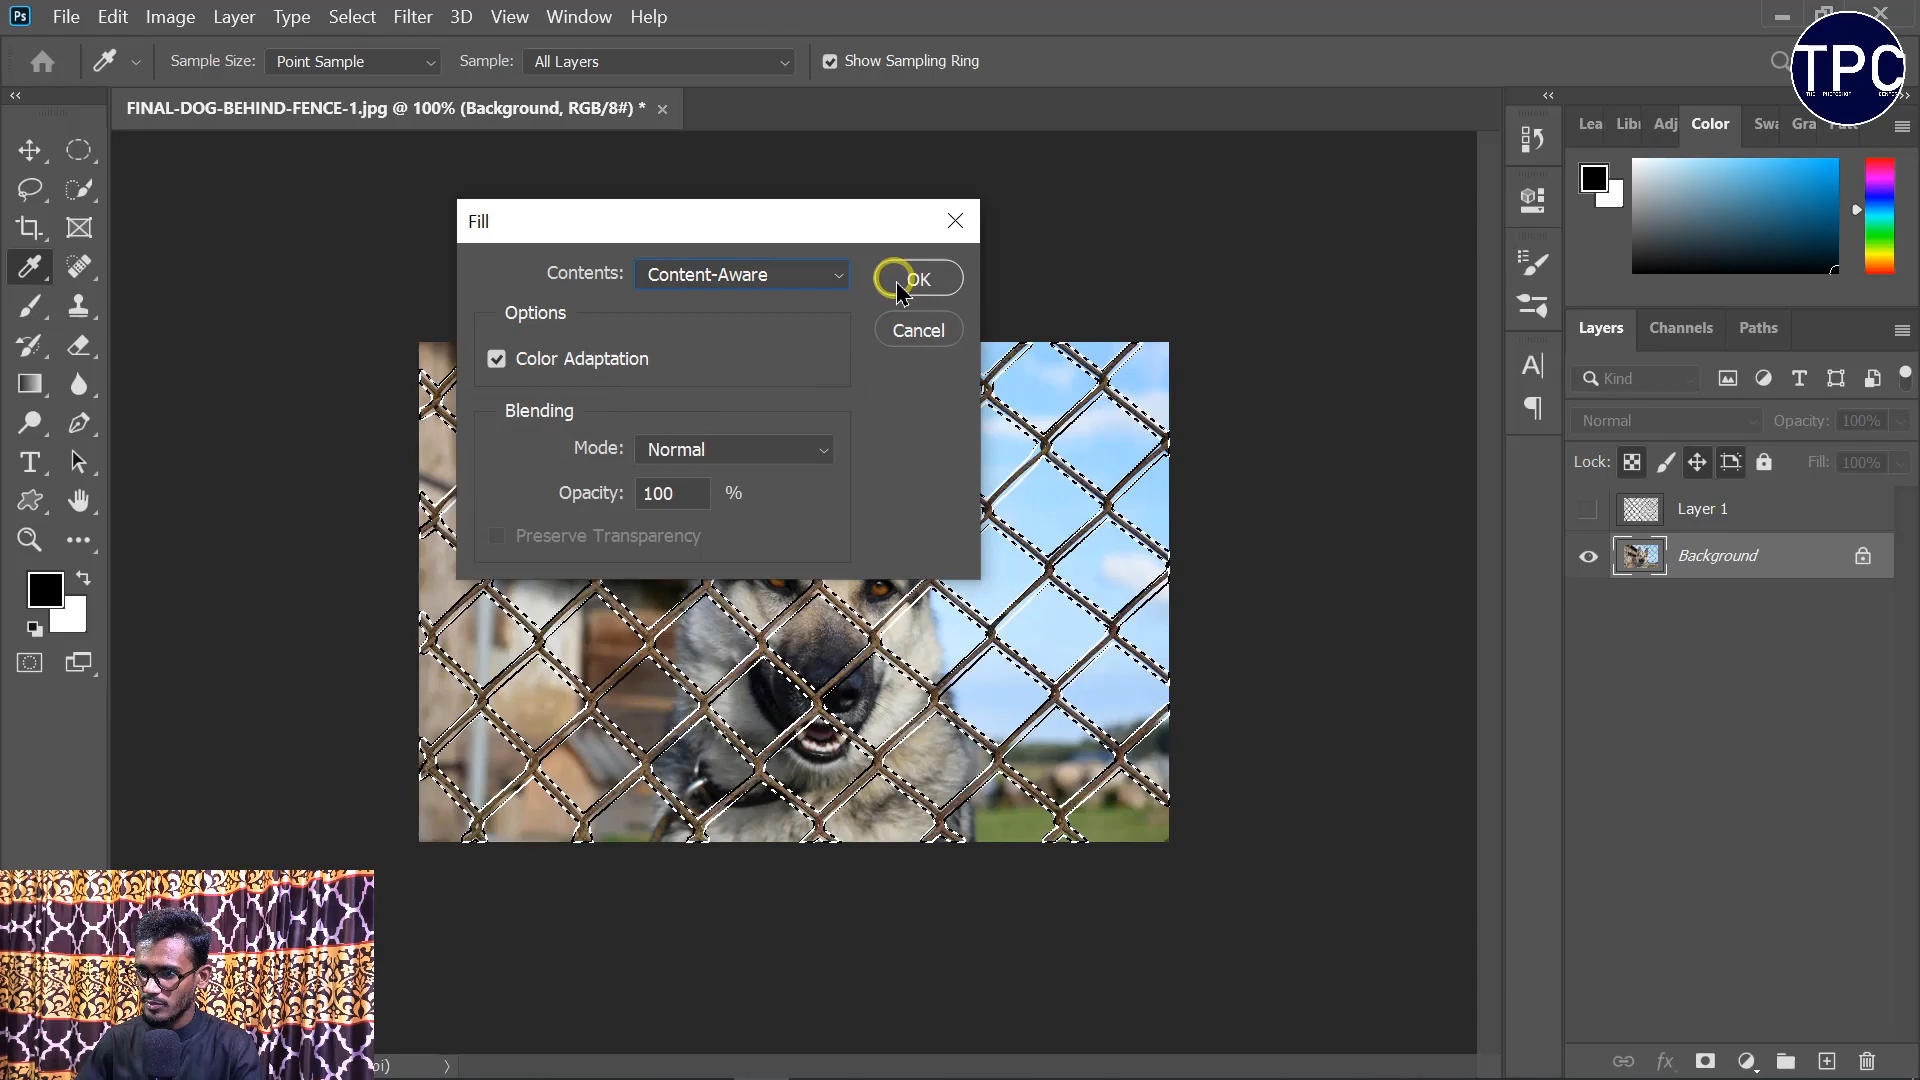 Ps File Edit Image Layer Type Select Filter 3D View Window Help
Sample Size: Point Sample Sample: All Layers Show Sampling Ring
TPC
FINAL-DOG-BEHIND-FENCE-1.jpg @ 100% (Background, RGB/8#) *
Lea Lib Adj Color Swa Gra Patt
Fill
Contents: Content-Aware OK
Options
Cancel
Color Adaptation
Blending
Mode: Normal
Opacity: 100 %
Preserve Transparency
Layers Channels Paths
Kind
Normal Opacity: 100%
Lock: Fill: 100%
Layer 1
Background